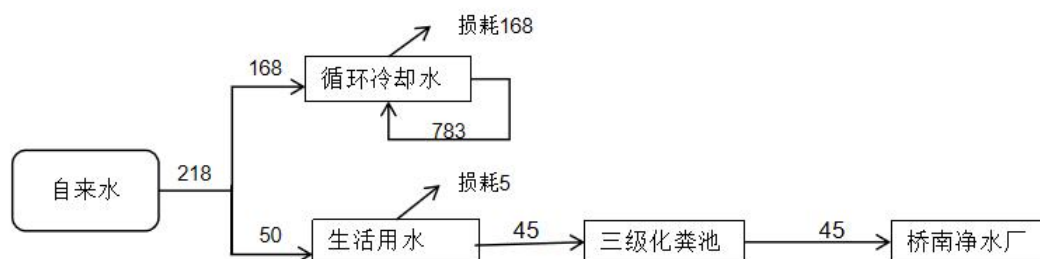 损耗168
168
循环冷却水
783
自来水
218
损耗5
50
生活用水
45
三级化粪池
45
桥南净水厂